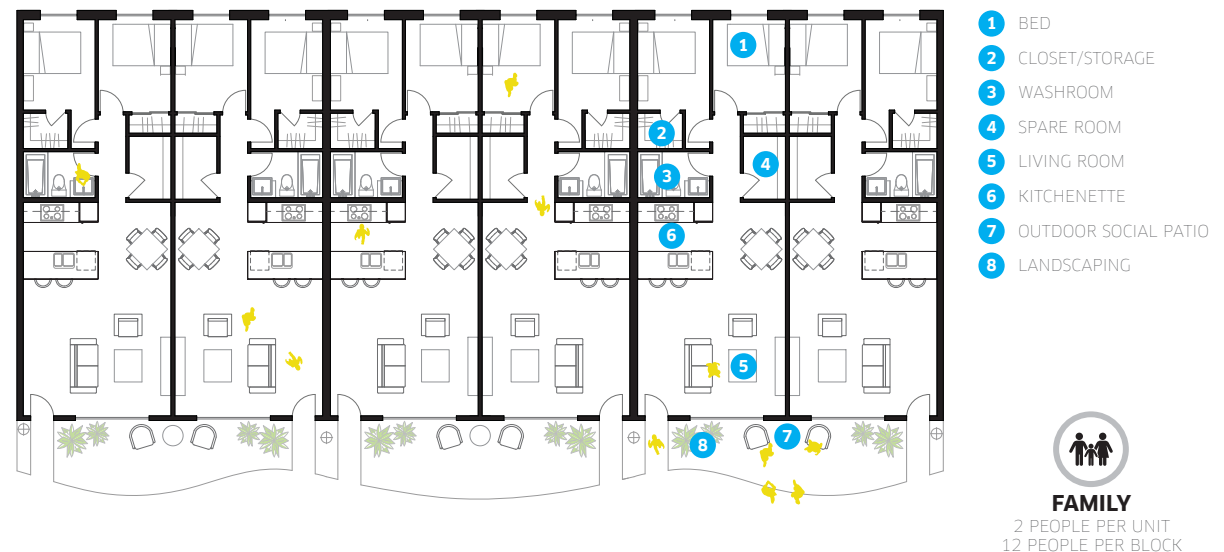 1 BED
2 CLOSET/STORAGE
3 WASHROOM
4 SPARE ROOM
5 LIVING ROOM
6 KITCHENETTE
7 OUTDOOR SOCIAL PATIO
8 LANDSCAPING
1
2
3
4
6
5
7
8
FAMILY
2 PEOPLE PER UNIT
12 PEOPLE PER BLOCK